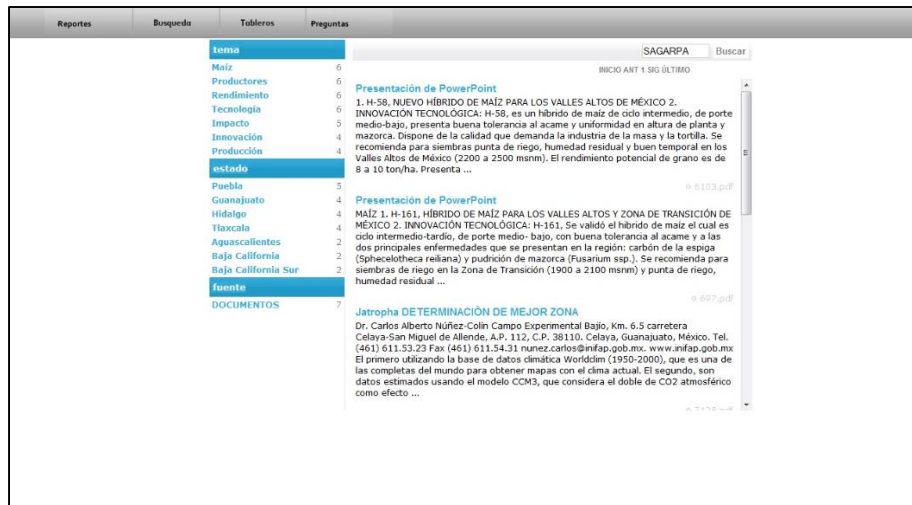 Reportes Busqueda Tableros Preguntas
tema
Maíz 6
Productores 6
Rendimiento 6
Tecnología 6
Impacto 5
Innovación 4
Producción 4
estado
Puebla 5
Guanajuato 4
Hidalgo 4
Tlaxcala 4
Aguascalientes 2
Baja California 2
Baja California Sur 2
fuente
DOCUMENTOS 7
SAGARPA Buscar
INICIO ANT 1 SIG ÚLTIMO
Presentación de PowerPoint
1. H-58, NUEVO HÍBRIDO DE MAÍZ PARA LOS VALLES ALTOS DE MÉXICO 2.
INNOVACIÓN TECNOLÓGICA: H-58, es un híbrido de maíz de ciclo intermedio, de porte
medio-bajo, presenta buena tolerancia al acame y uniformidad en altura de planta y
mazorca. Dispone de la calidad que demanda la industria de la masa y la tortilla. Se
recomienda para siembras punta de riego, humedad residual y buen temporal en los
Valles Altos de México (2200 a 2500 msnm). El rendimiento potencial de grano es de
8 a 10 ton/ha. Presenta ...
6103.pdf
Presentación de PowerPoint
MAÍZ 1. H-161, HÍBRIDO DE MAÍZ PARA LOS VALLES ALTOS Y ZONA DE TRANSICIÓN DE
MÉXICO 2. INNOVACIÓN TECNOLÓGICA: H-161, Se validó el híbrido de maíz el cual es
ciclo intermedio-tardío, de porte medio- bajo, con buena tolerancia al acame y a las
dos principales enfermedades que se presentan en la región: carbón de la espiga
(Sphecelotheca reiliana) y pudrición de mazorca (Fusarium ssp.). Se recomienda para
siembras de riego en la Zona de Transición (1900 a 2100 msnm) y punta de riego,
humedad residual ...
697.pdf
Jatropha DETERMINACIÒN DE MEJOR ZONA
Dr. Carlos Alberto Núñez-Colín Campo Experimental Bajío, Km. 6.5 carretera
Celaya-San Miguel de Allende, A.P. 112, C.P. 38110. Celaya, Guanajuato, México. Tel.
(461) 611.53.23 Fax (461) 611.54.31 nunez.carlos@inifap.gob.mx. www.inifap.gob.mx
El primero utilizando la base de datos climática Worldclim (1950-2000), que es una de
las completas del mundo para obtener mapas con el clima actual. El segundo, son
datos estimados usando el modelo CCM3, que considera el doble de CO2 atmosférico
como efecto ...